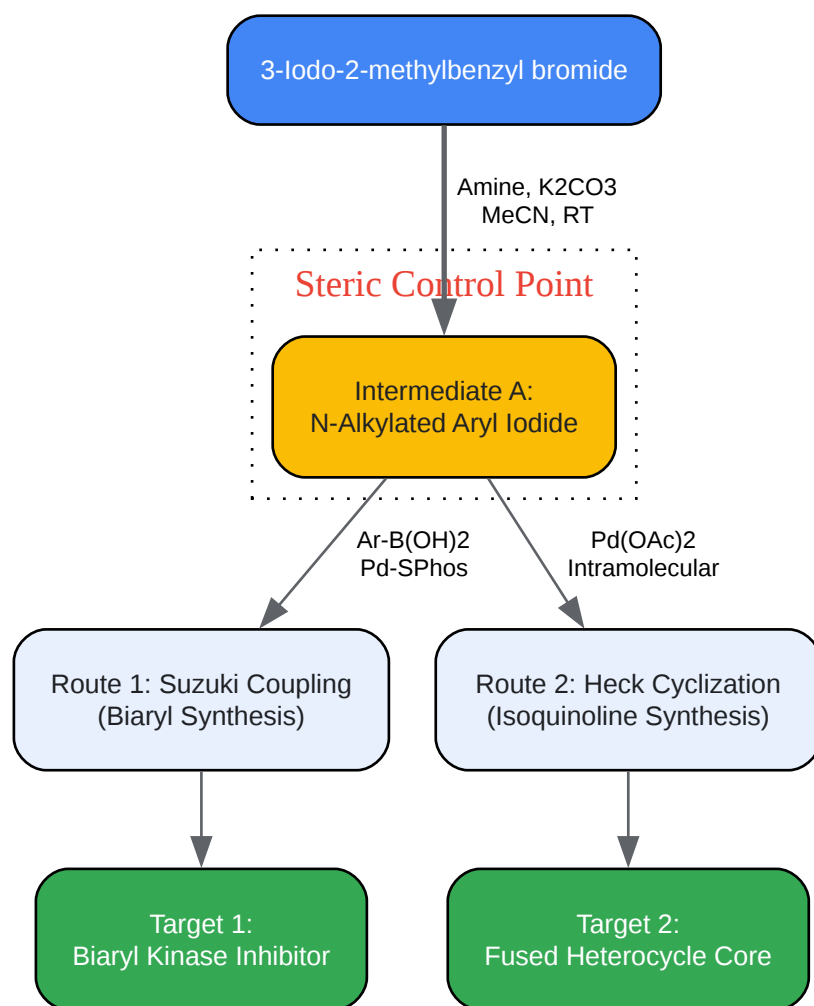 3-Iodo-2-methylbenzyl bromide
Amine, K2CO3
MeCN, RT
Steric Control Point
Intermediate A:
N-Alkylated Aryl Iodide
Ar-B(OH)2
Pd-SPhos
Pd(OAc)2
Intramolecular
Route 1: Suzuki Coupling
(Biaryl Synthesis)
Route 2: Heck Cyclization
(Isoquinoline Synthesis)
Target 1:
Biaryl Kinase Inhibitor
Target 2:
Fused Heterocycle Core